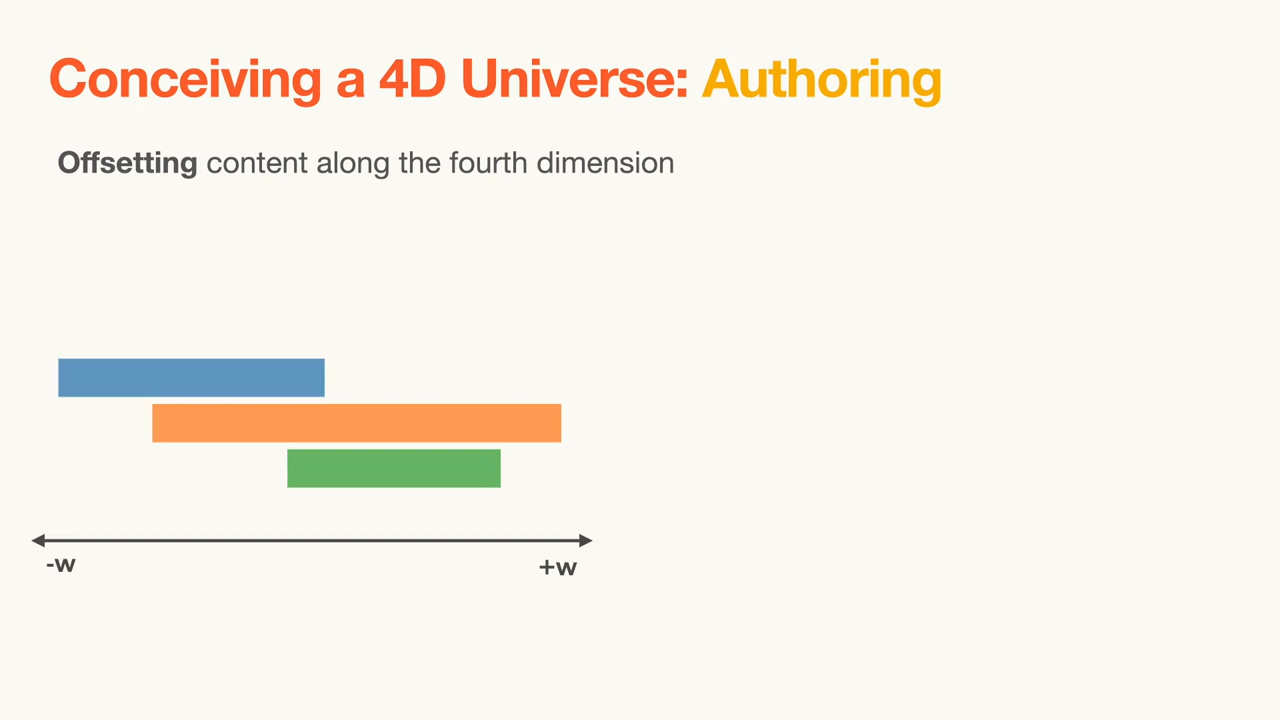 Conceiving a 4D Universe: Authoring
Offsetting content along the fourth dimension
-w
+w